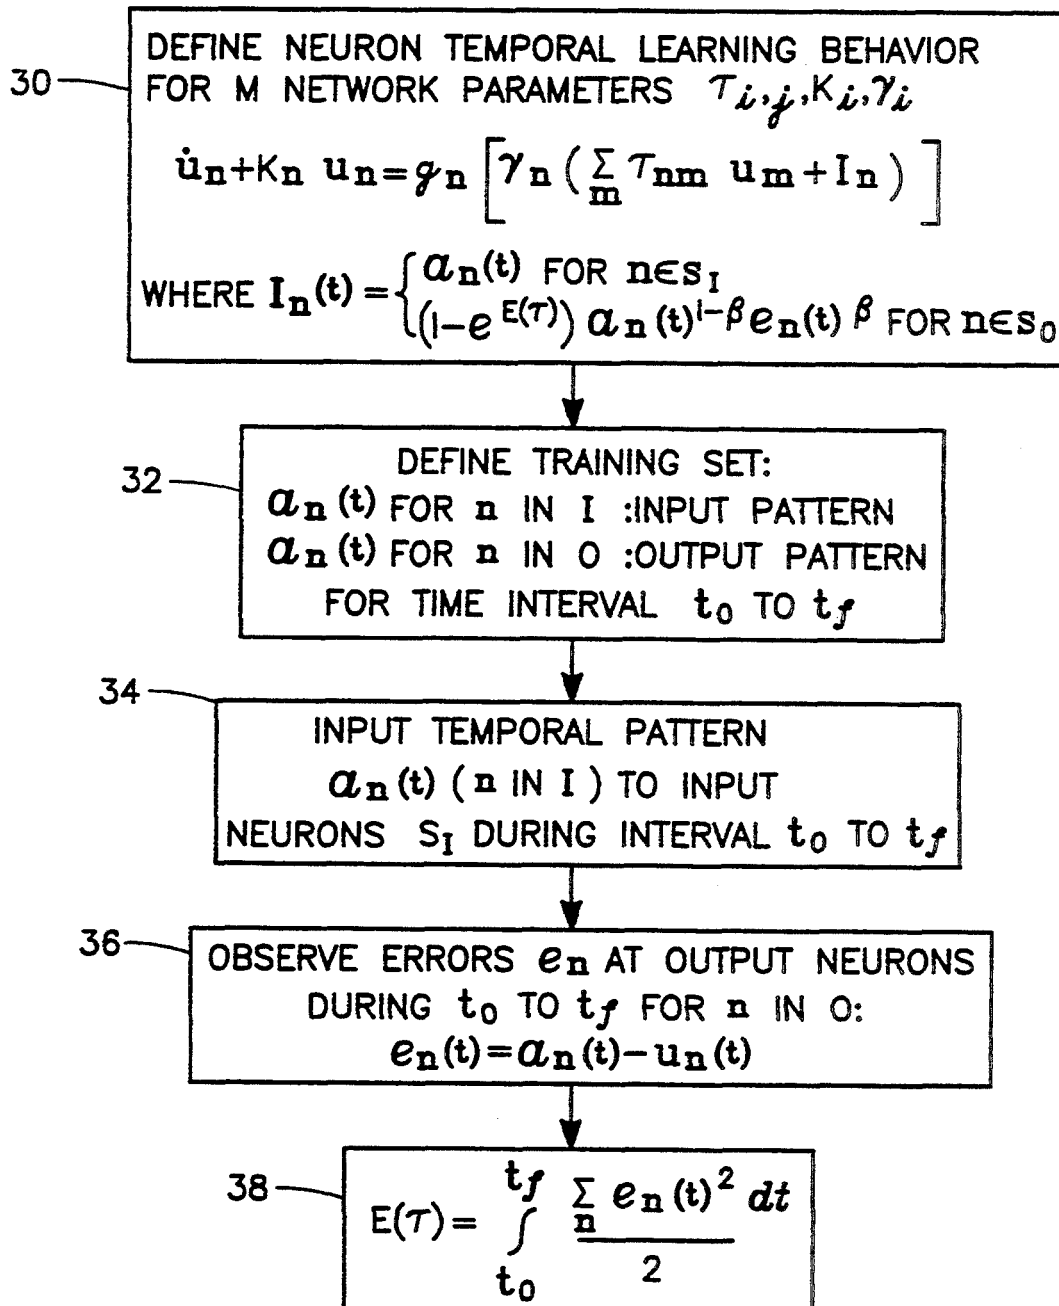 30
DEFINE NEURON TEMPORAL LEARNING BEHAVIOR
FOR M NETWORK PARAMETERS τi,j,Ki,γi
u̇n+Kn un=gn[γn(∑m τnm um+In)]
WHERE In(t)={an(t) FOR n∈sI
(1-e^E(τ)) an(t)^1-β en(t)^β FOR n∈s0
32
DEFINE TRAINING SET:
an(t) FOR n IN I :INPUT PATTERN
an(t) FOR n IN O :OUTPUT PATTERN
FOR TIME INTERVAL t0 TO tf
34
INPUT TEMPORAL PATTERN
an(t) (n IN I) TO INPUT
NEURONS SI DURING INTERVAL t0 TO tf
36
OBSERVE ERRORS en AT OUTPUT NEURONS
DURING t0 TO tf FOR n IN O:
en(t)=an(t)-un(t)
38
E(τ)= ∫t0 tf ∑n en(t)² dt
2